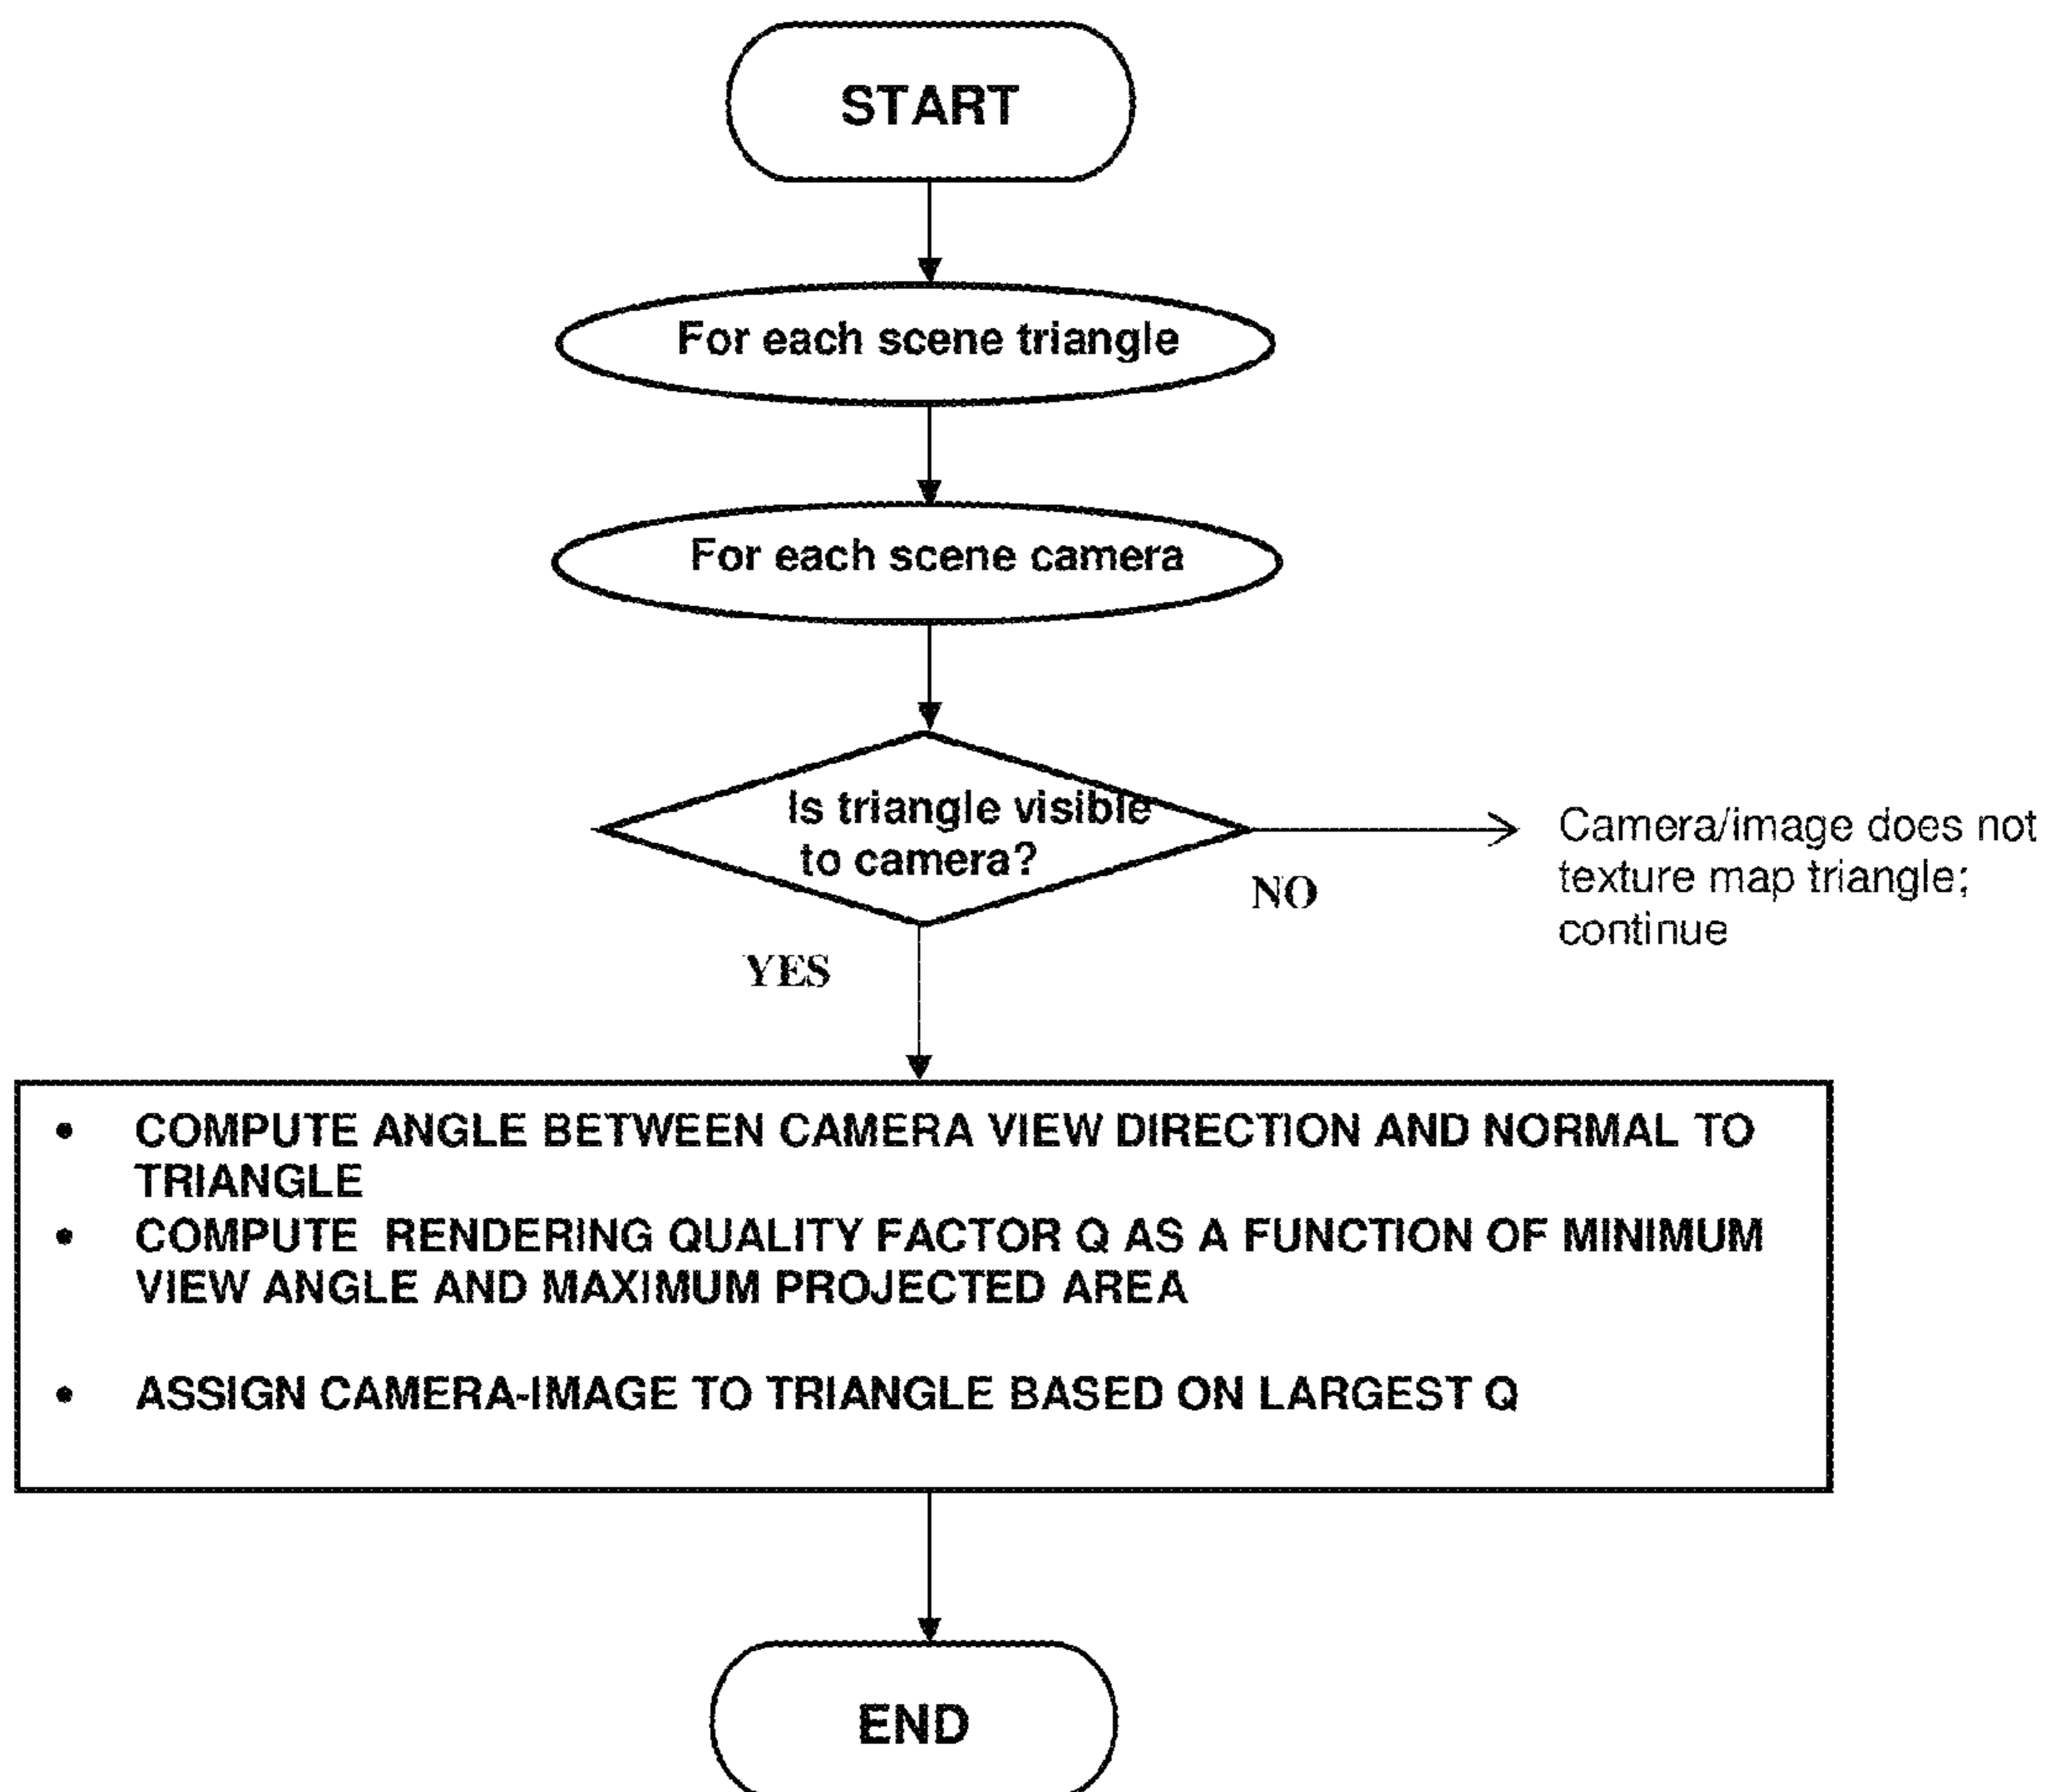 START
For each scene triangle
For each scene camera
Is triangle visible
to camera?
NO
Camera/image does not
texture map triangle;
continue
YES
• COMPUTE ANGLE BETWEEN CAMERA VIEW DIRECTION AND NORMAL TO
TRIANGLE
• COMPUTE RENDERING QUALITY FACTOR Q AS A FUNCTION OF MINIMUM
VIEW ANGLE AND MAXIMUM PROJECTED AREA
• ASSIGN CAMERA-IMAGE TO TRIANGLE BASED ON LARGEST Q
END